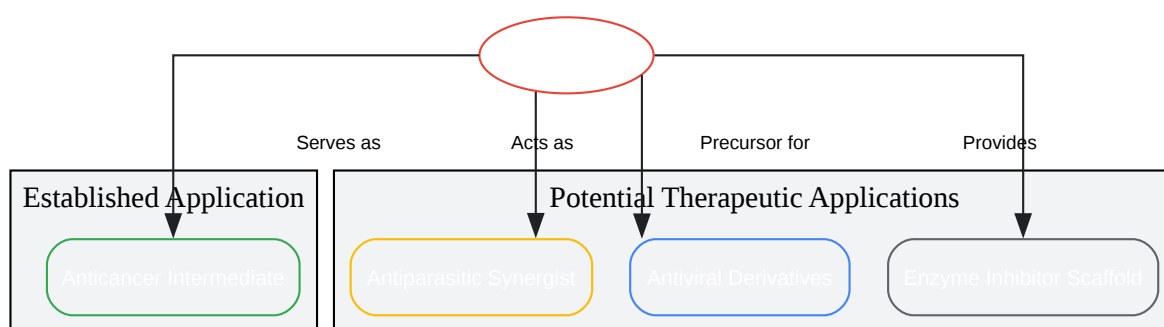 Serves as
Acts as
Precursor for
Provides
Established Application
Potential Therapeutic Applications
Anticancer Intermediate
Antiparasitic Synergist
Antiviral Derivatives
Enzyme Inhibitor Scaffold